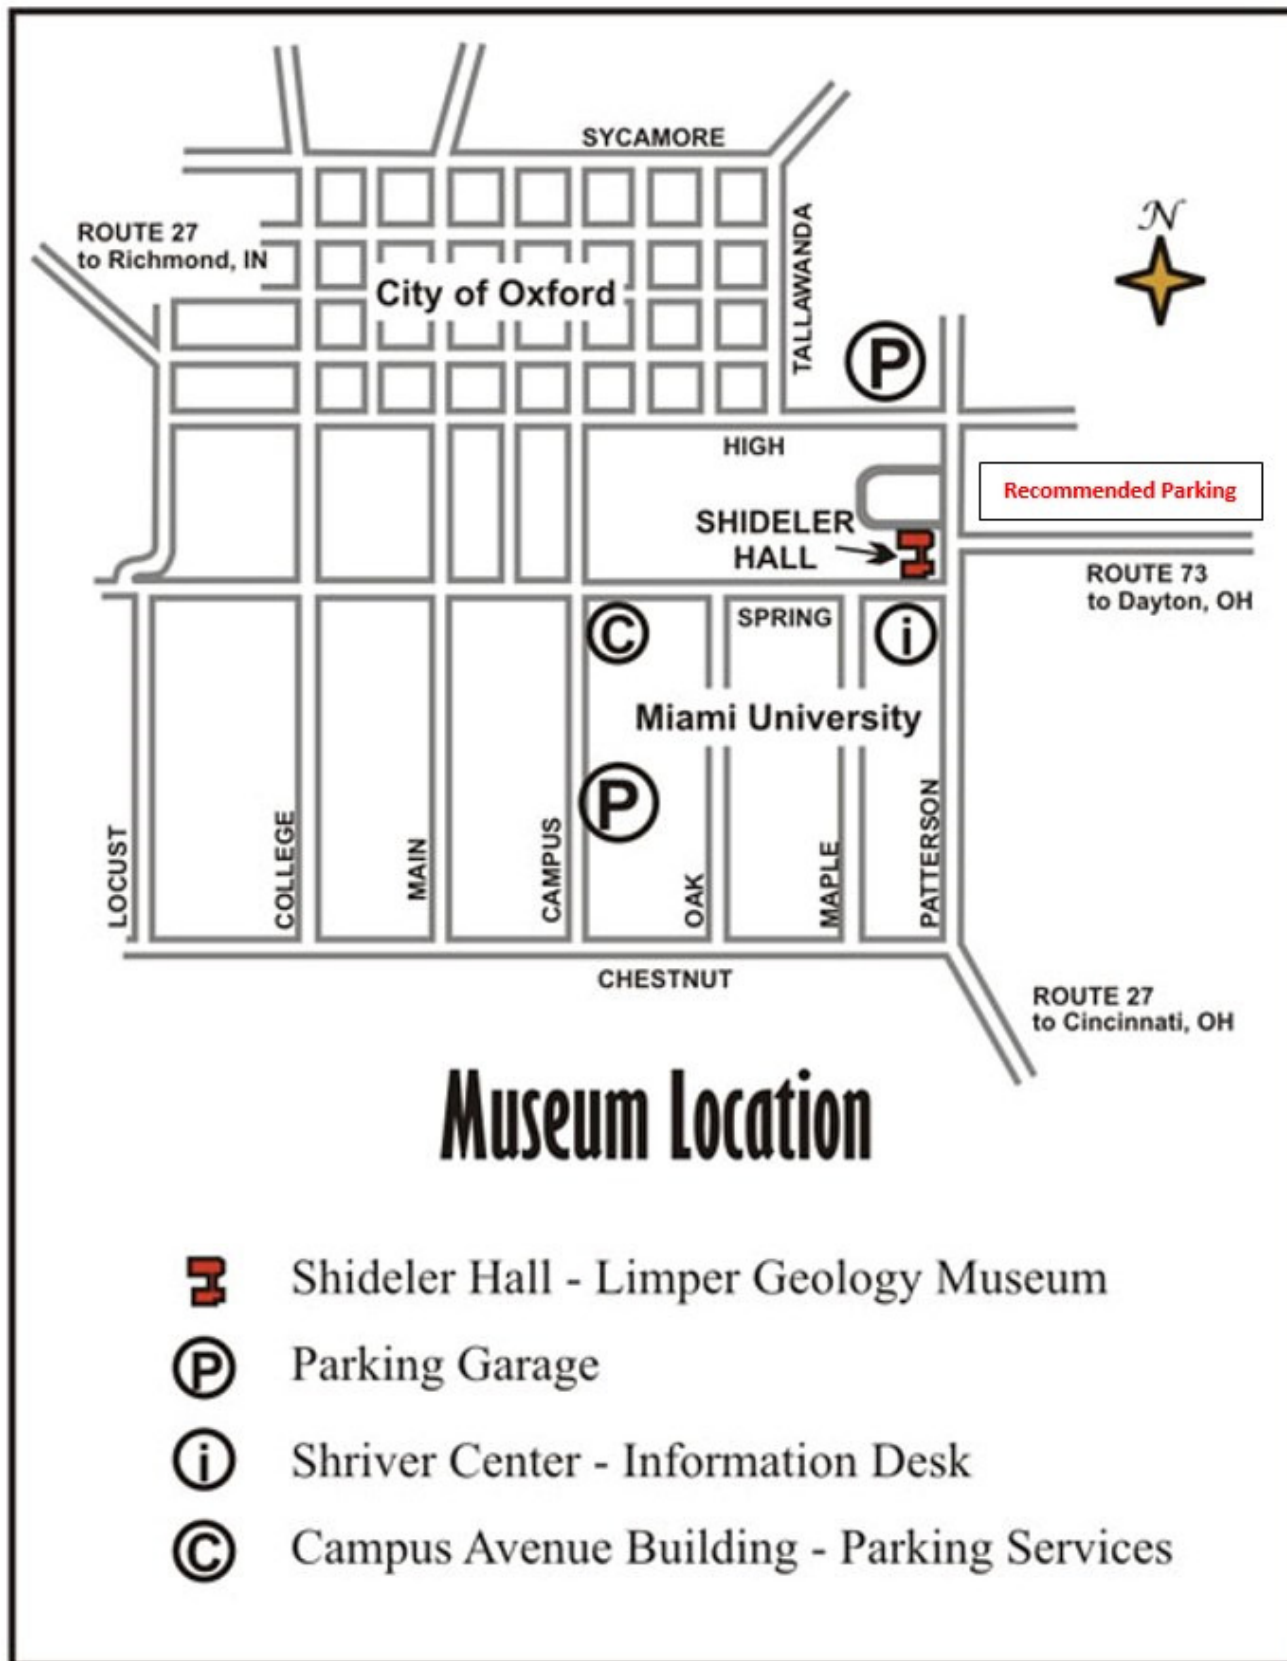 SYCAMORE
ROUTE 27
to Richmond, IN
N
TALLAWANDA
City of Oxford
P
HIGH
Recommended Parking
SHIDELER
HALL
ROUTE 73
to Dayton, OH
C
SPRING
i
Miami University
P
LOCUST
COLLEGE
MAIN
CAMPUS
OAK
MAPLE
PATTERSON
CHESTNUT
ROUTE 27
to Cincinnati, OH
Museum Location
Shideler Hall - Limper Geology Museum
P Parking Garage
i Shriver Center - Information Desk
C Campus Avenue Building - Parking Services